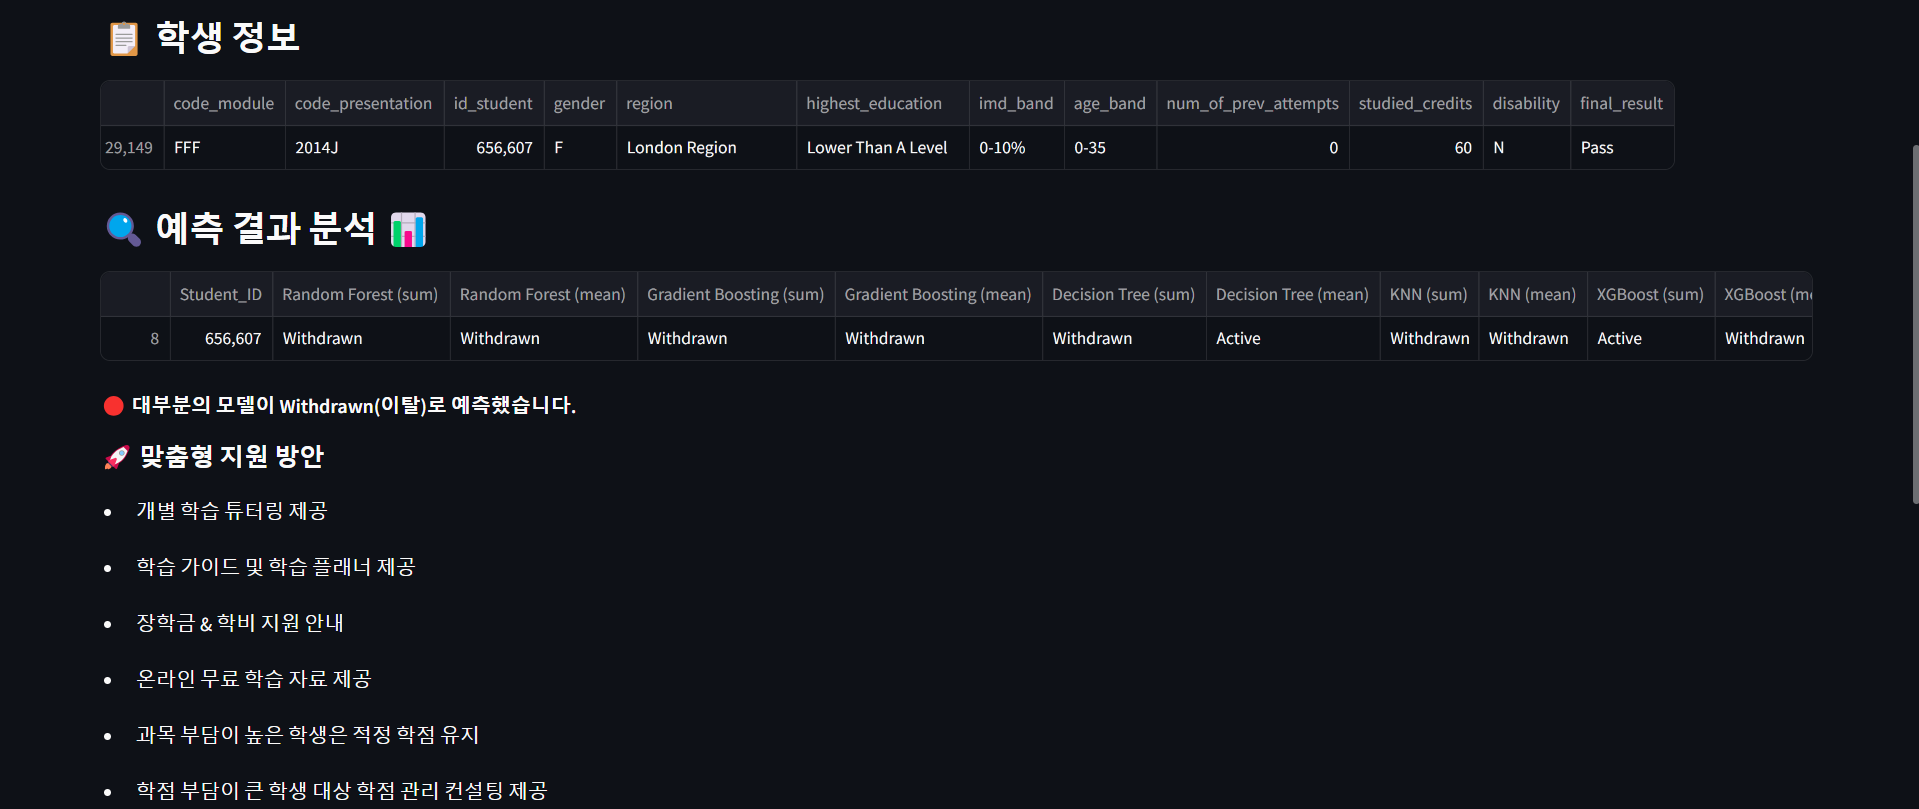 📋 학생 정보
code_module code_presentation id_student gender region highest_education imd_band age_band num_of_prev_attempts studied_credits disability final_result
29,149 FFF 2014J 656,607 F London Region Lower Than A Level 0-10% 0-35 0 60 N Pass
🔍 예측 결과 분석 📊
Student_ID Random Forest (sum) Random Forest (mean) Gradient Boosting (sum) Gradient Boosting (mean) Decision Tree (sum) Decision Tree (mean) KNN (sum) KNN (mean) XGBoost (sum) XGBoost
8 656,607 Withdrawn Withdrawn Withdrawn Withdrawn Withdrawn Active Withdrawn Withdrawn Active Withdrawn
🔴 대부분의 모델이 Withdrawn(이탈)로 예측했습니다.
🚀 맞춤형 지원 방안
• 개별 학습 튜터링 제공
• 학습 가이드 및 학습 플래너 제공
• 장학금 & 학비 지원 안내
• 온라인 무료 학습 자료 제공
• 과목 부담이 높은 학생은 적정 학점 유지
• 학점 부담이 큰 학생 대상 학점 관리 컨설팅 제공